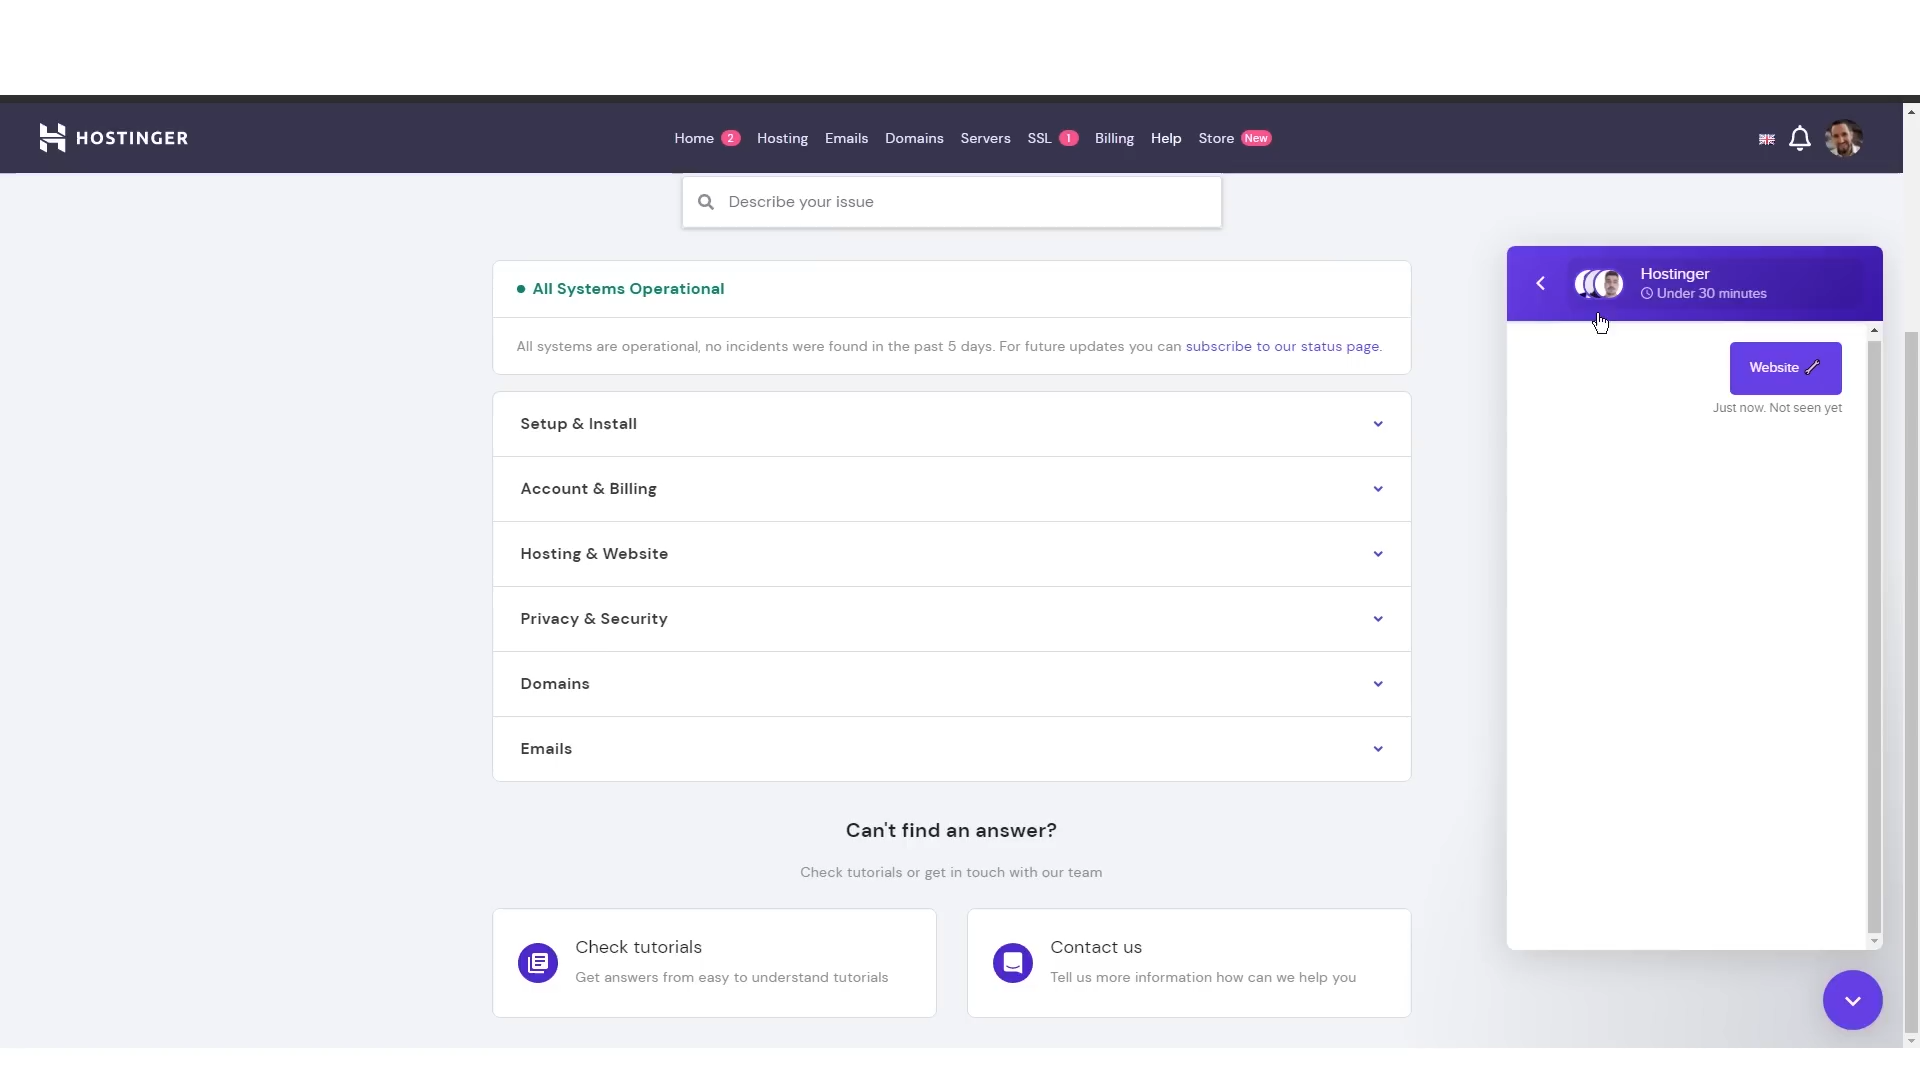 HOSTINGER
Home 2 Hosting Emails Domains Servers SSL 1 Billing Help Store New
Describe your issue
All Systems Operational
All systems are operational, no incidents were found in the past 5 days. For future updates you can subscribe to our status page.
Setup & Install
Account & Billing
Hosting & Website
Privacy & Security
Domains
Emails
Can't find an answer?
Check tutorials or get in touch with our team
Check tutorials
Get answers from easy to understand tutorials
Contact us
Tell us more information how can we help you
Hostinger
Under 30 minutes
Website
Just now. Not seen yet